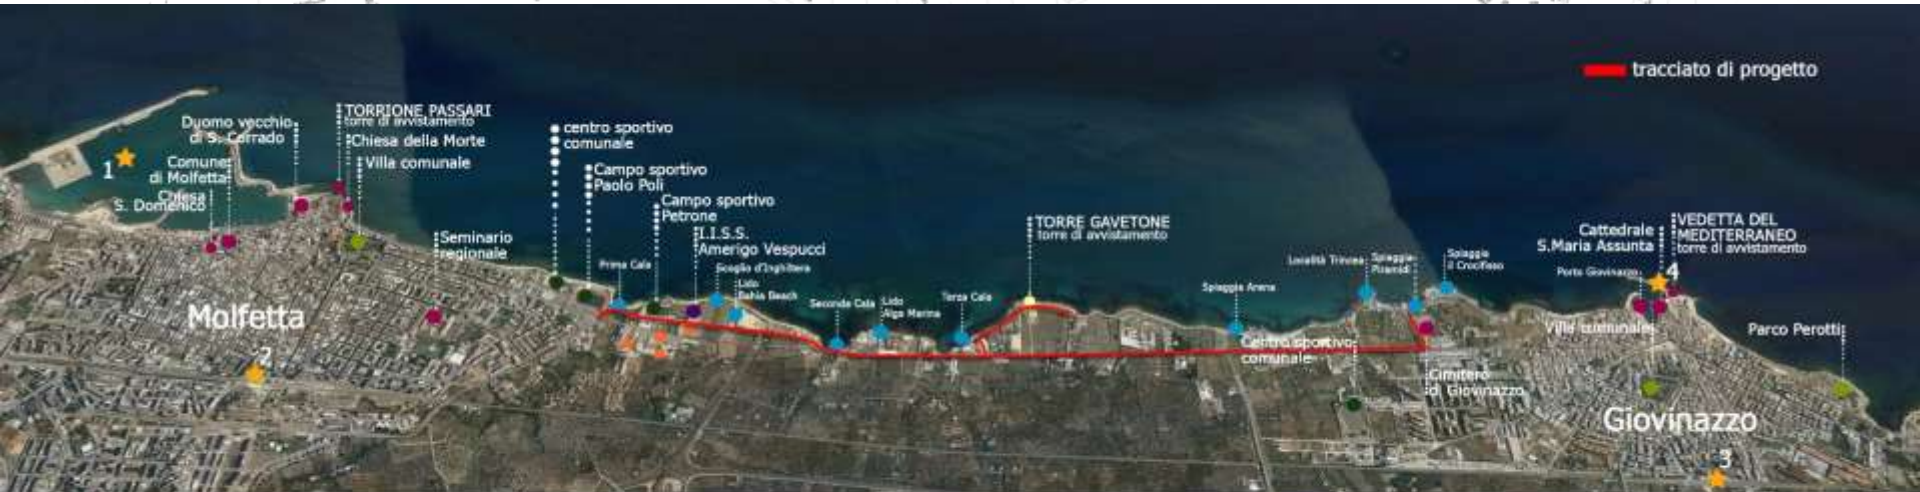 tracciato di progetto
TORRIONE PASSARI
torre di avvistamento
Duomo vecchio
di S. Corrado
Chiesa della Morte
Comune
di Molfetta
Villa comunale
Chiesa
S. Domenico
1
centro sportivo
comunale
Campo sportivo
Paolo Poli
Campo sportivo
Petrone
I.I.S.S.
Amerigo Vespucci
Seminario
regionale
Prima Cala
Scoglio d'Inghiltera
Lido
Bahia Beach
Seconda Cala
Lido
Alga Marina
Terza Cala
TORRE GAVETONE
torre di avvistamento
Spiaggia Arena
Località Trincea
Spiaggia
Piramidi
Spiaggia
il Crocifisso
Cattedrale
S.Maria Assunta
VEDETTA DEL
MEDITERRANEO
torre di avvistamento
Porto Giovinazzo
4
Molfetta
2
Centro sportivo
comunale
Cimitero
di Giovinazzo
Villa comunale
Parco Perotti
Giovinazzo
3